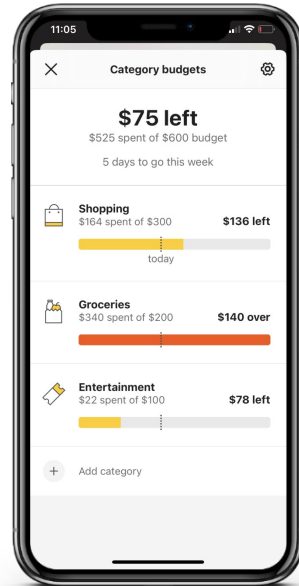 11:05
Category budgets
$75 left
$525 spent of $600 budget
5 days to go this week
Shopping
$164 spent of $300
$136 left
today
Groceries
$340 spent of $200
$140 over
Entertainment
$22 spent of $100
$78 left
Add category